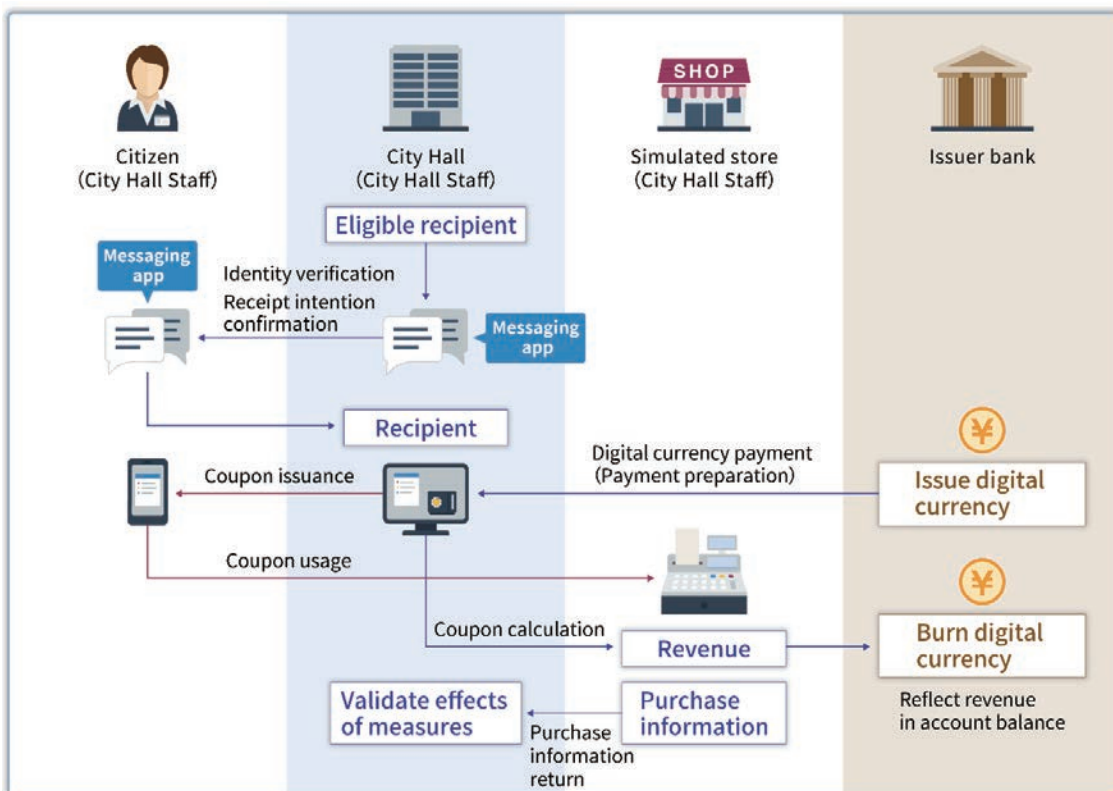 SHOP
Citizen
(City Hall Staff)
City Hall
(City Hall Staff)
Simulated store
(City Hall Staff)
Issuer bank
Eligible recipient
Messaging
app
Identity verification
Receipt intention
confirmation
Messaging
app
Recipient
¥
Digital currency payment
(Payment preparation)
Coupon issuance
Issue digital
currency
Coupon usage
¥
Coupon calculation
Revenue
Burn digital
currency
Validate effects
of measures
Purchase
information
Reflect revenue
in account balance
Purchase
information
return